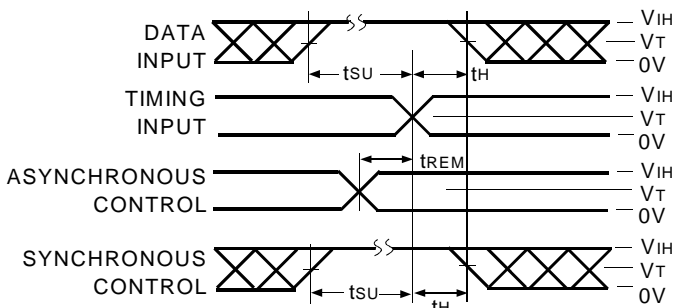 DATA
INPUT
tSU
tH
VIH
VT
0V
TIMING
INPUT
VIH
VT
0V
tREM
ASYNCHRONOUS
CONTROL
VIH
VT
0V
SYNCHRONOUS
CONTROL
tSU
tH
VIH
VT
0V